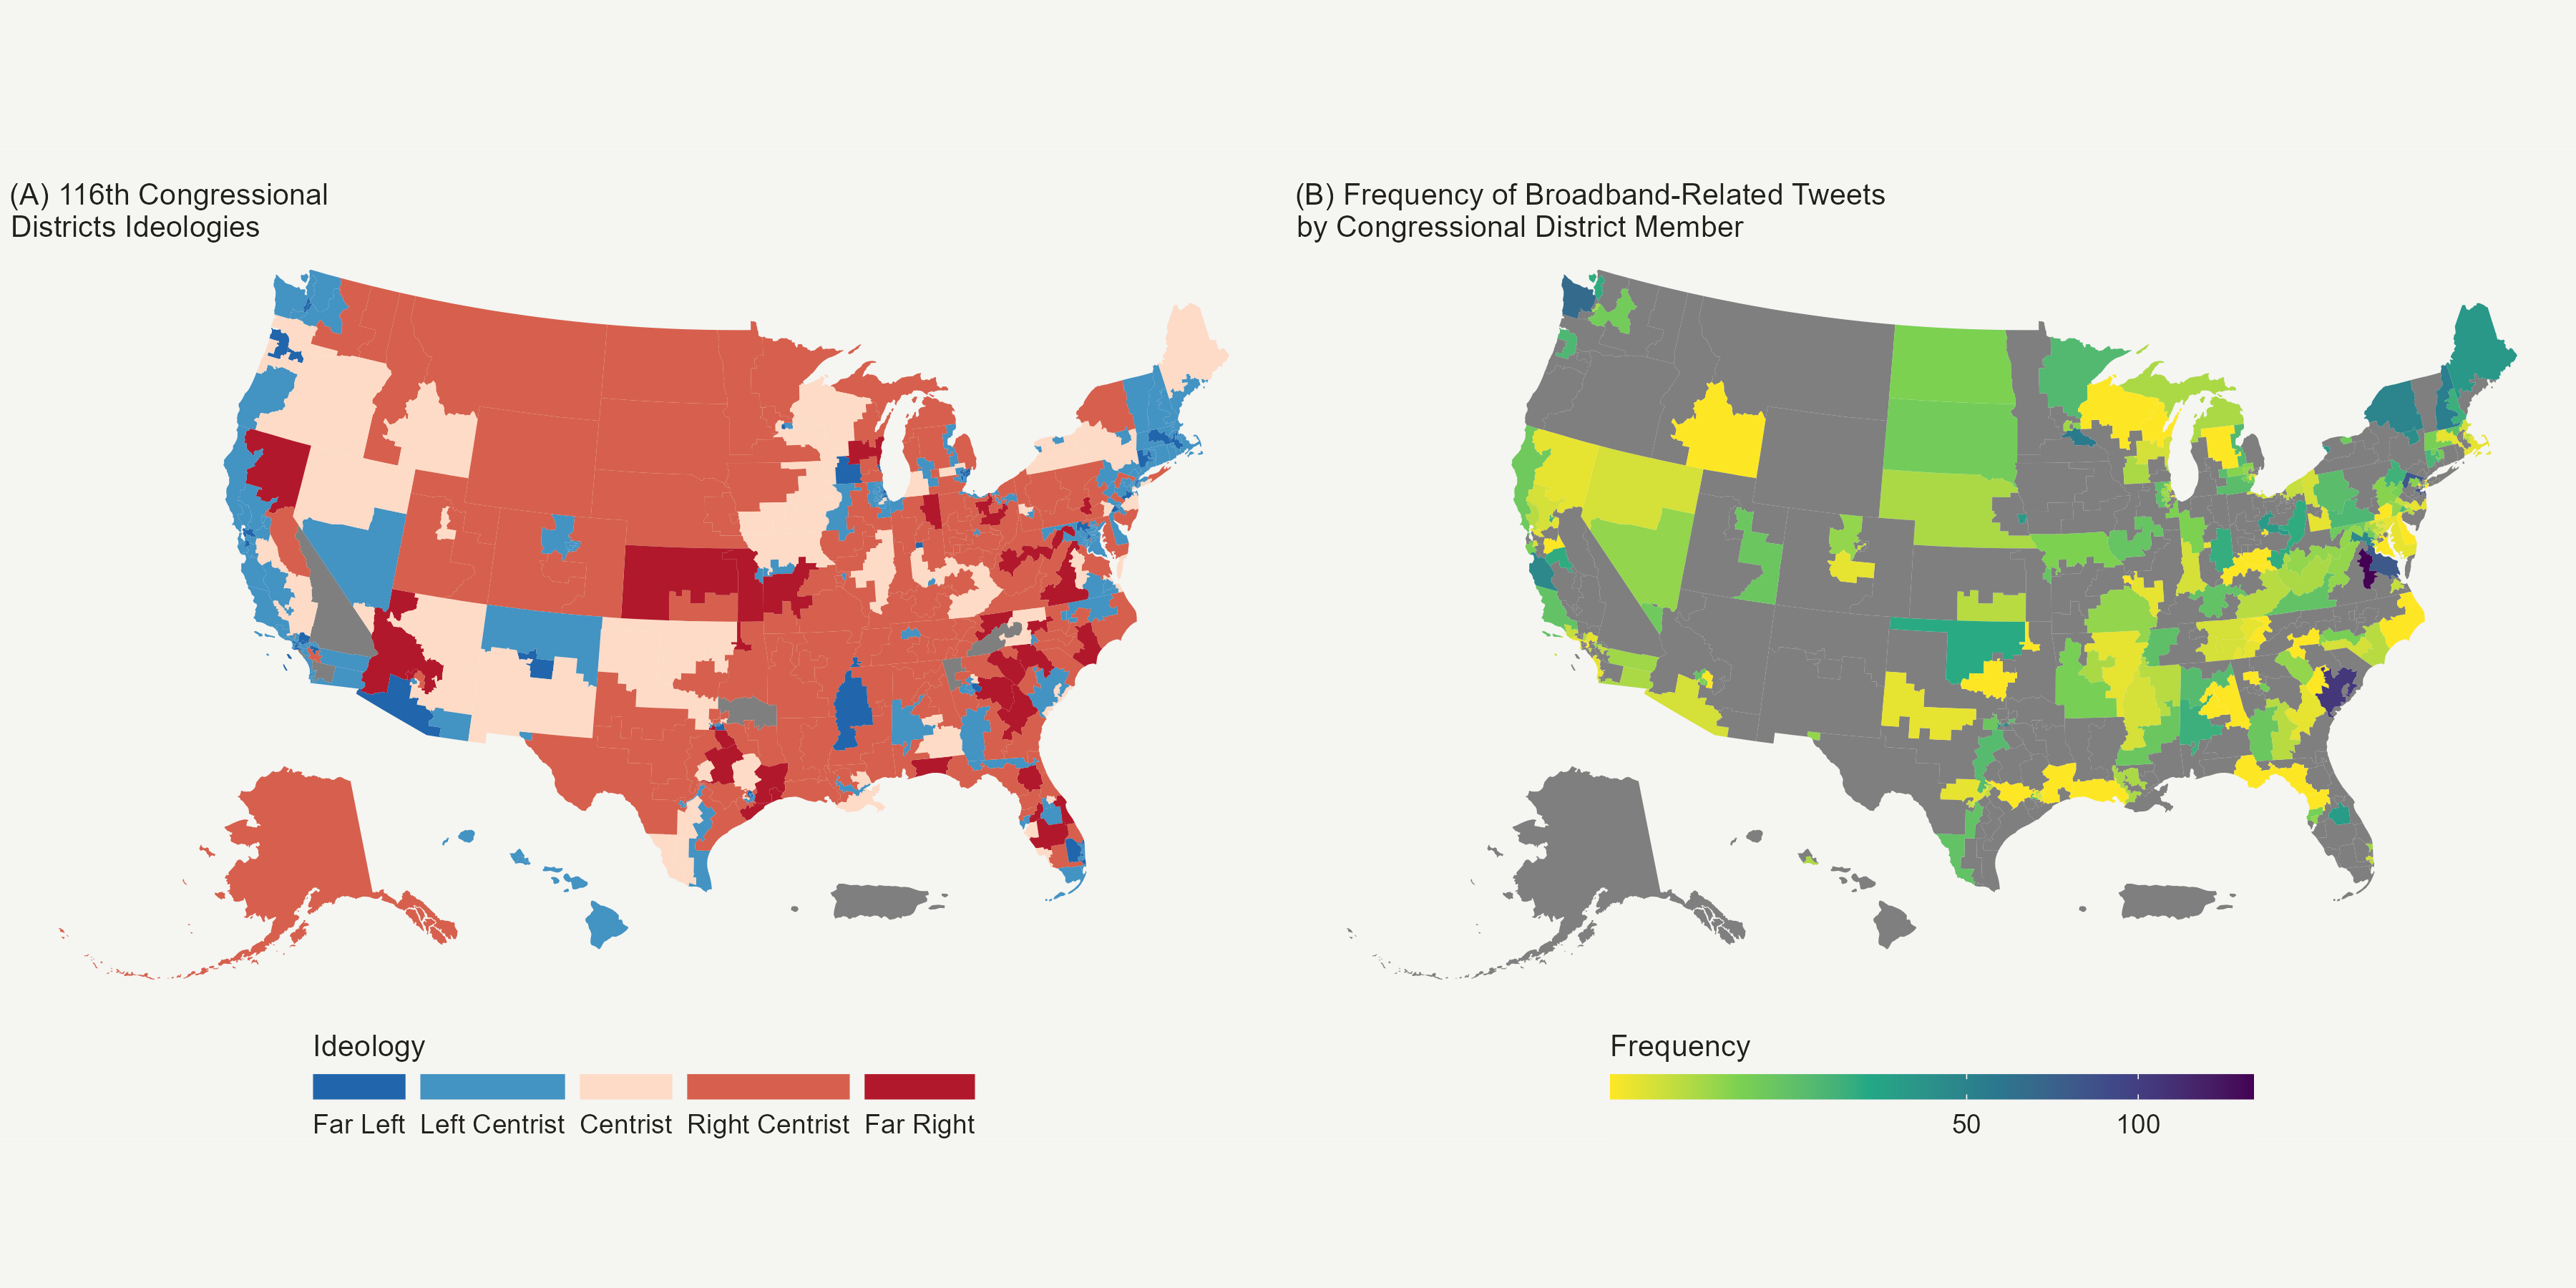 (A) 116th Congressional
Districts Ideologies
(B) Frequency of Broadband-Related Tweets
by Congressional District Member
Ideology
Far Left
Left Centrist
Centrist
Right Centrist
Far Right
Frequency
50
100